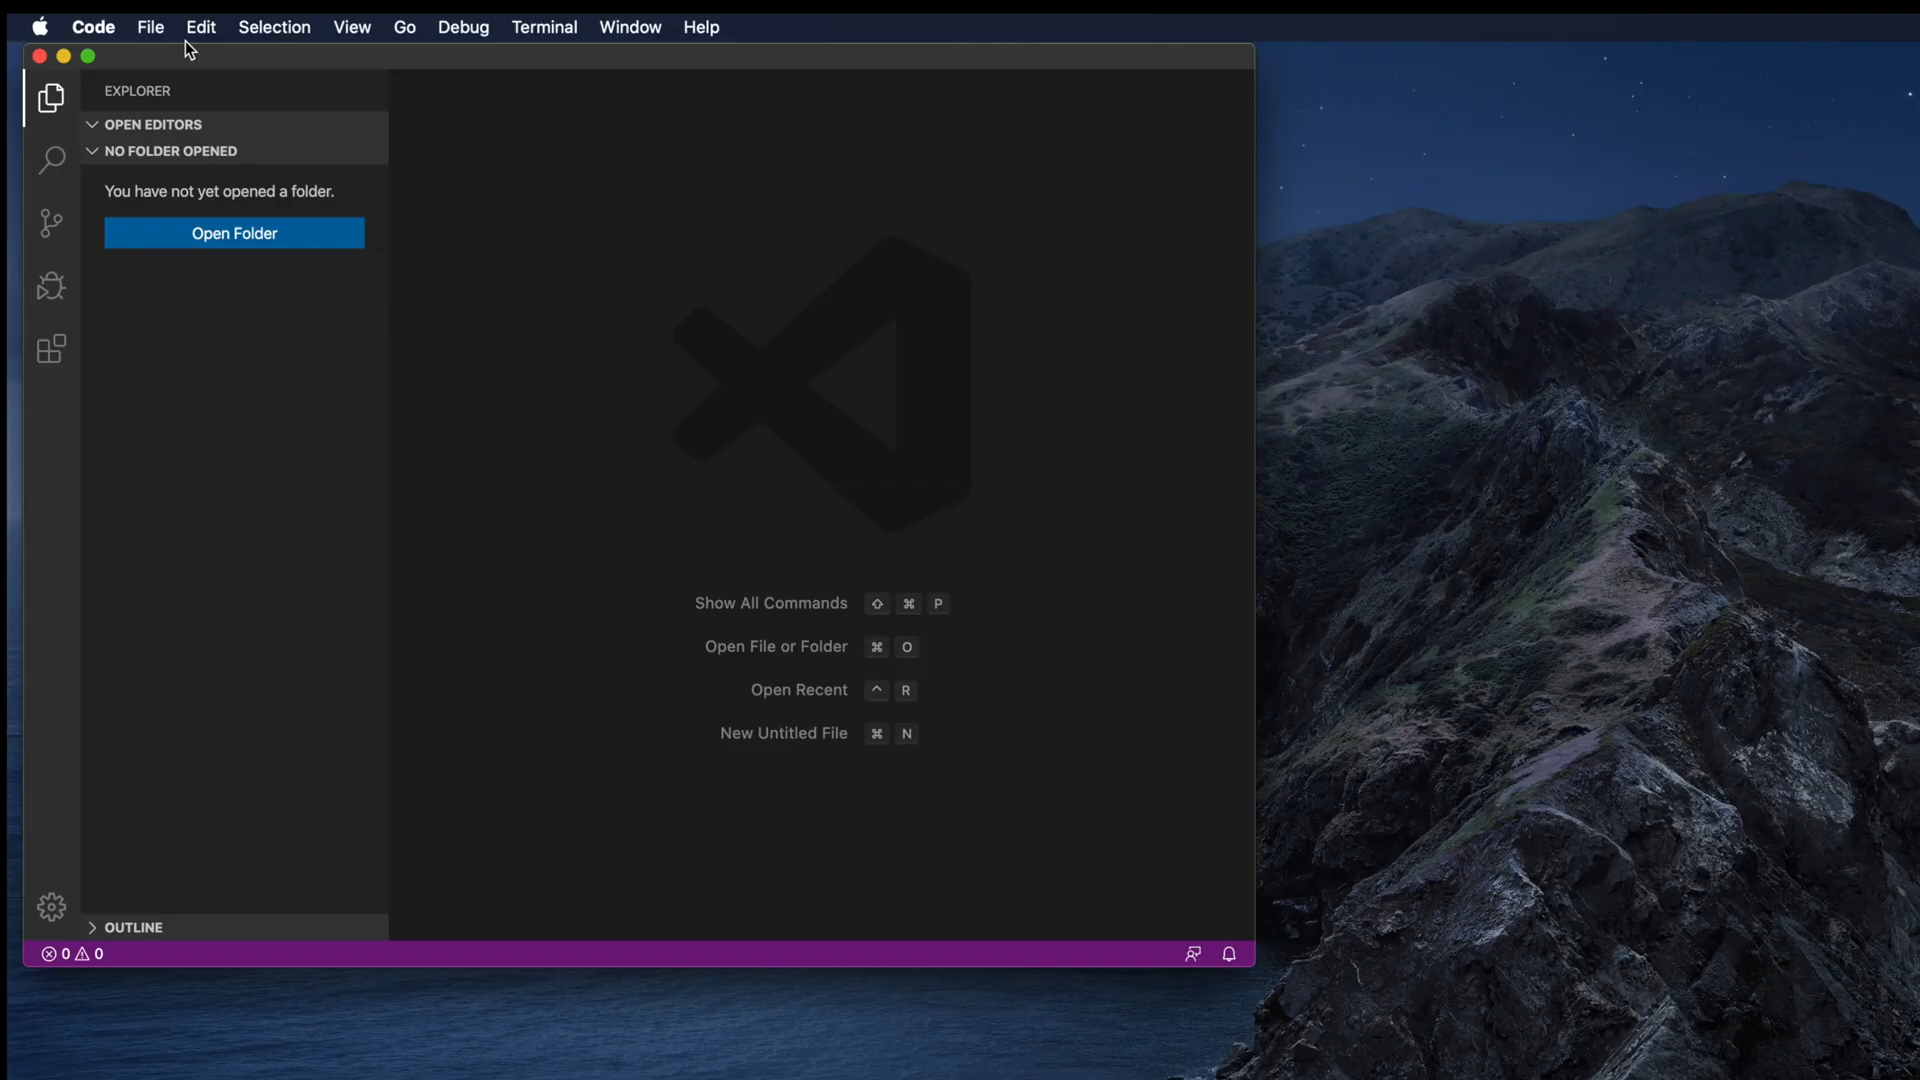 Code File Edit Selection View Go Debug Terminal Window Help
EXPLORER
OPEN EDITORS
NO FOLDER OPENED
You have not yet opened a folder.
Open Folder
Show All Commands ⇧ ⌘ P
Open File or Folder ⌘ O
Open Recent ^ R
New Untitled File ⌘ N
OUTLINE
0 0